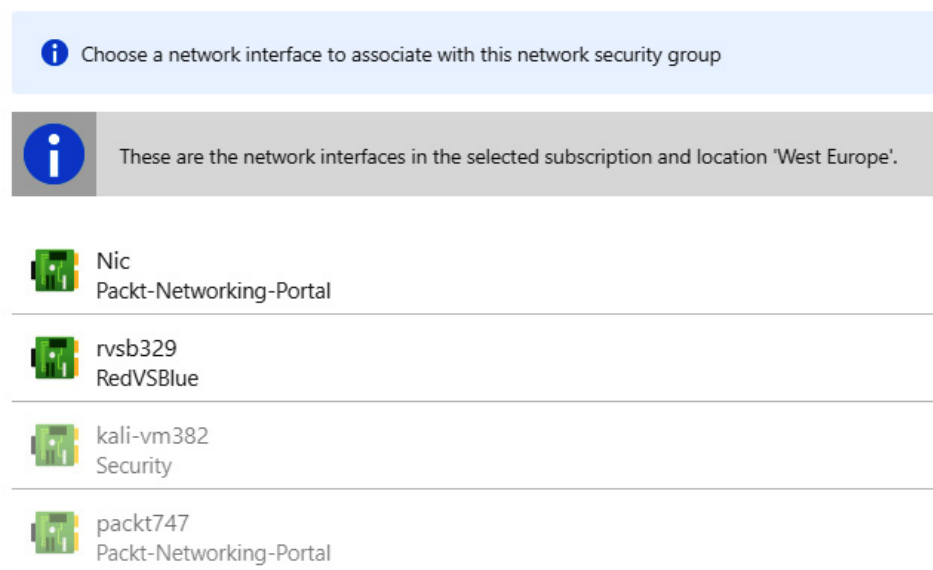 Choose a network interface to associate with this network security group
These are the network interfaces in the selected subscription and location 'West Europe'.
Nic
Packt-Networking-Portal
rvsb329
RedVSBlue
kali-vm382
Security
packt747
Packt-Networking-Portal